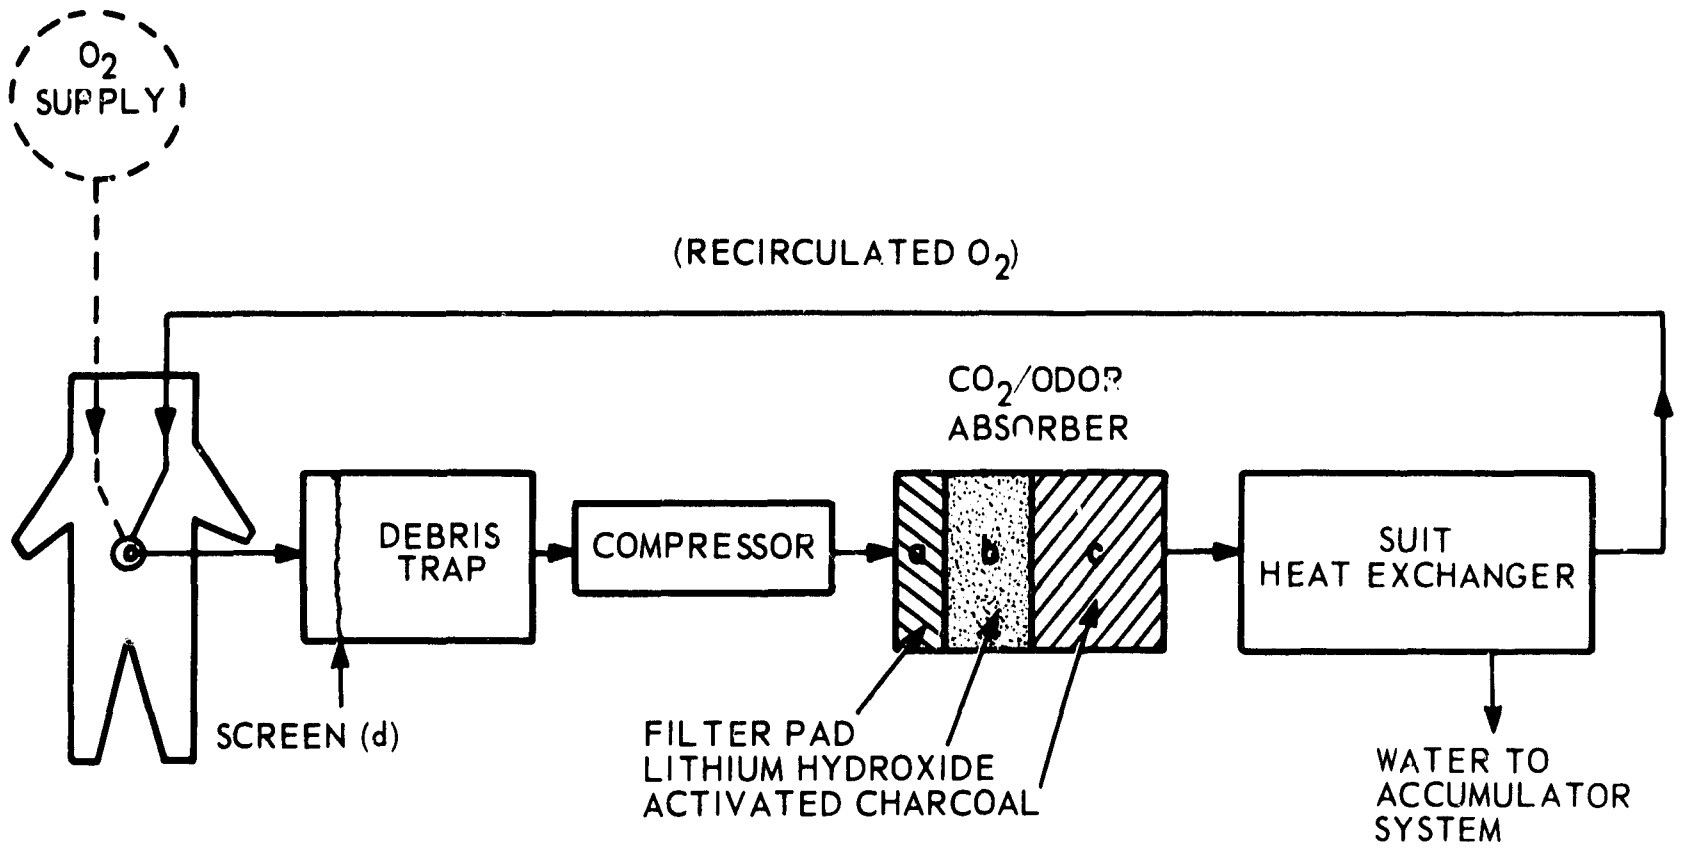 O2
SUPPLY
(RECIRCULATED O2)
CO2/ODOR
ABSORBER
DEBRIS
TRAP
COMPRESSOR
a b c
SUIT
HEAT EXCHANGER
SCREEN (d)
FILTER PAD
LITHIUM HYDROXIDE
ACTIVATED CHARCOAL
WATER TO
ACCUMULATOR
SYSTEM